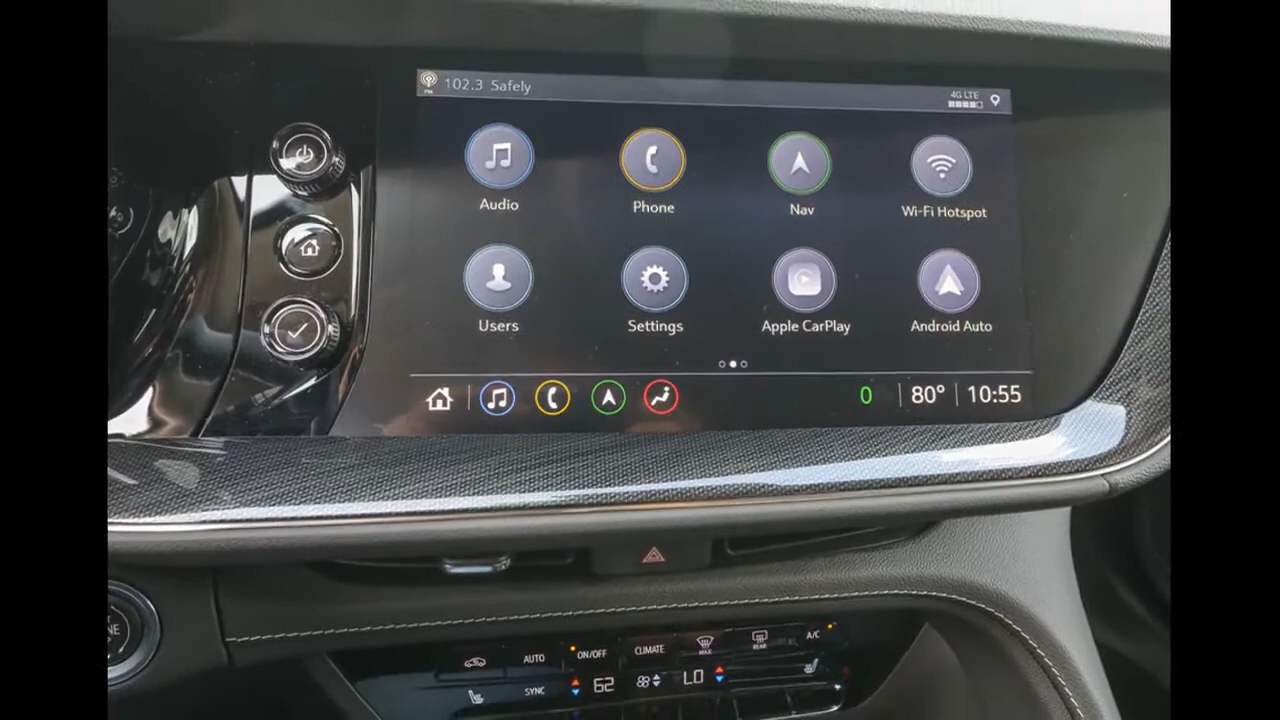 102.3 Safely
4G LTE
Audio
Phone
Nav
Wi-Fi Hotspot
Users
Settings
Apple CarPlay
Android Auto
0
80°
10:55
AUTO
ON/OFF
CLIMATE
MAX
REAR
A/C
SYNC
62
LO